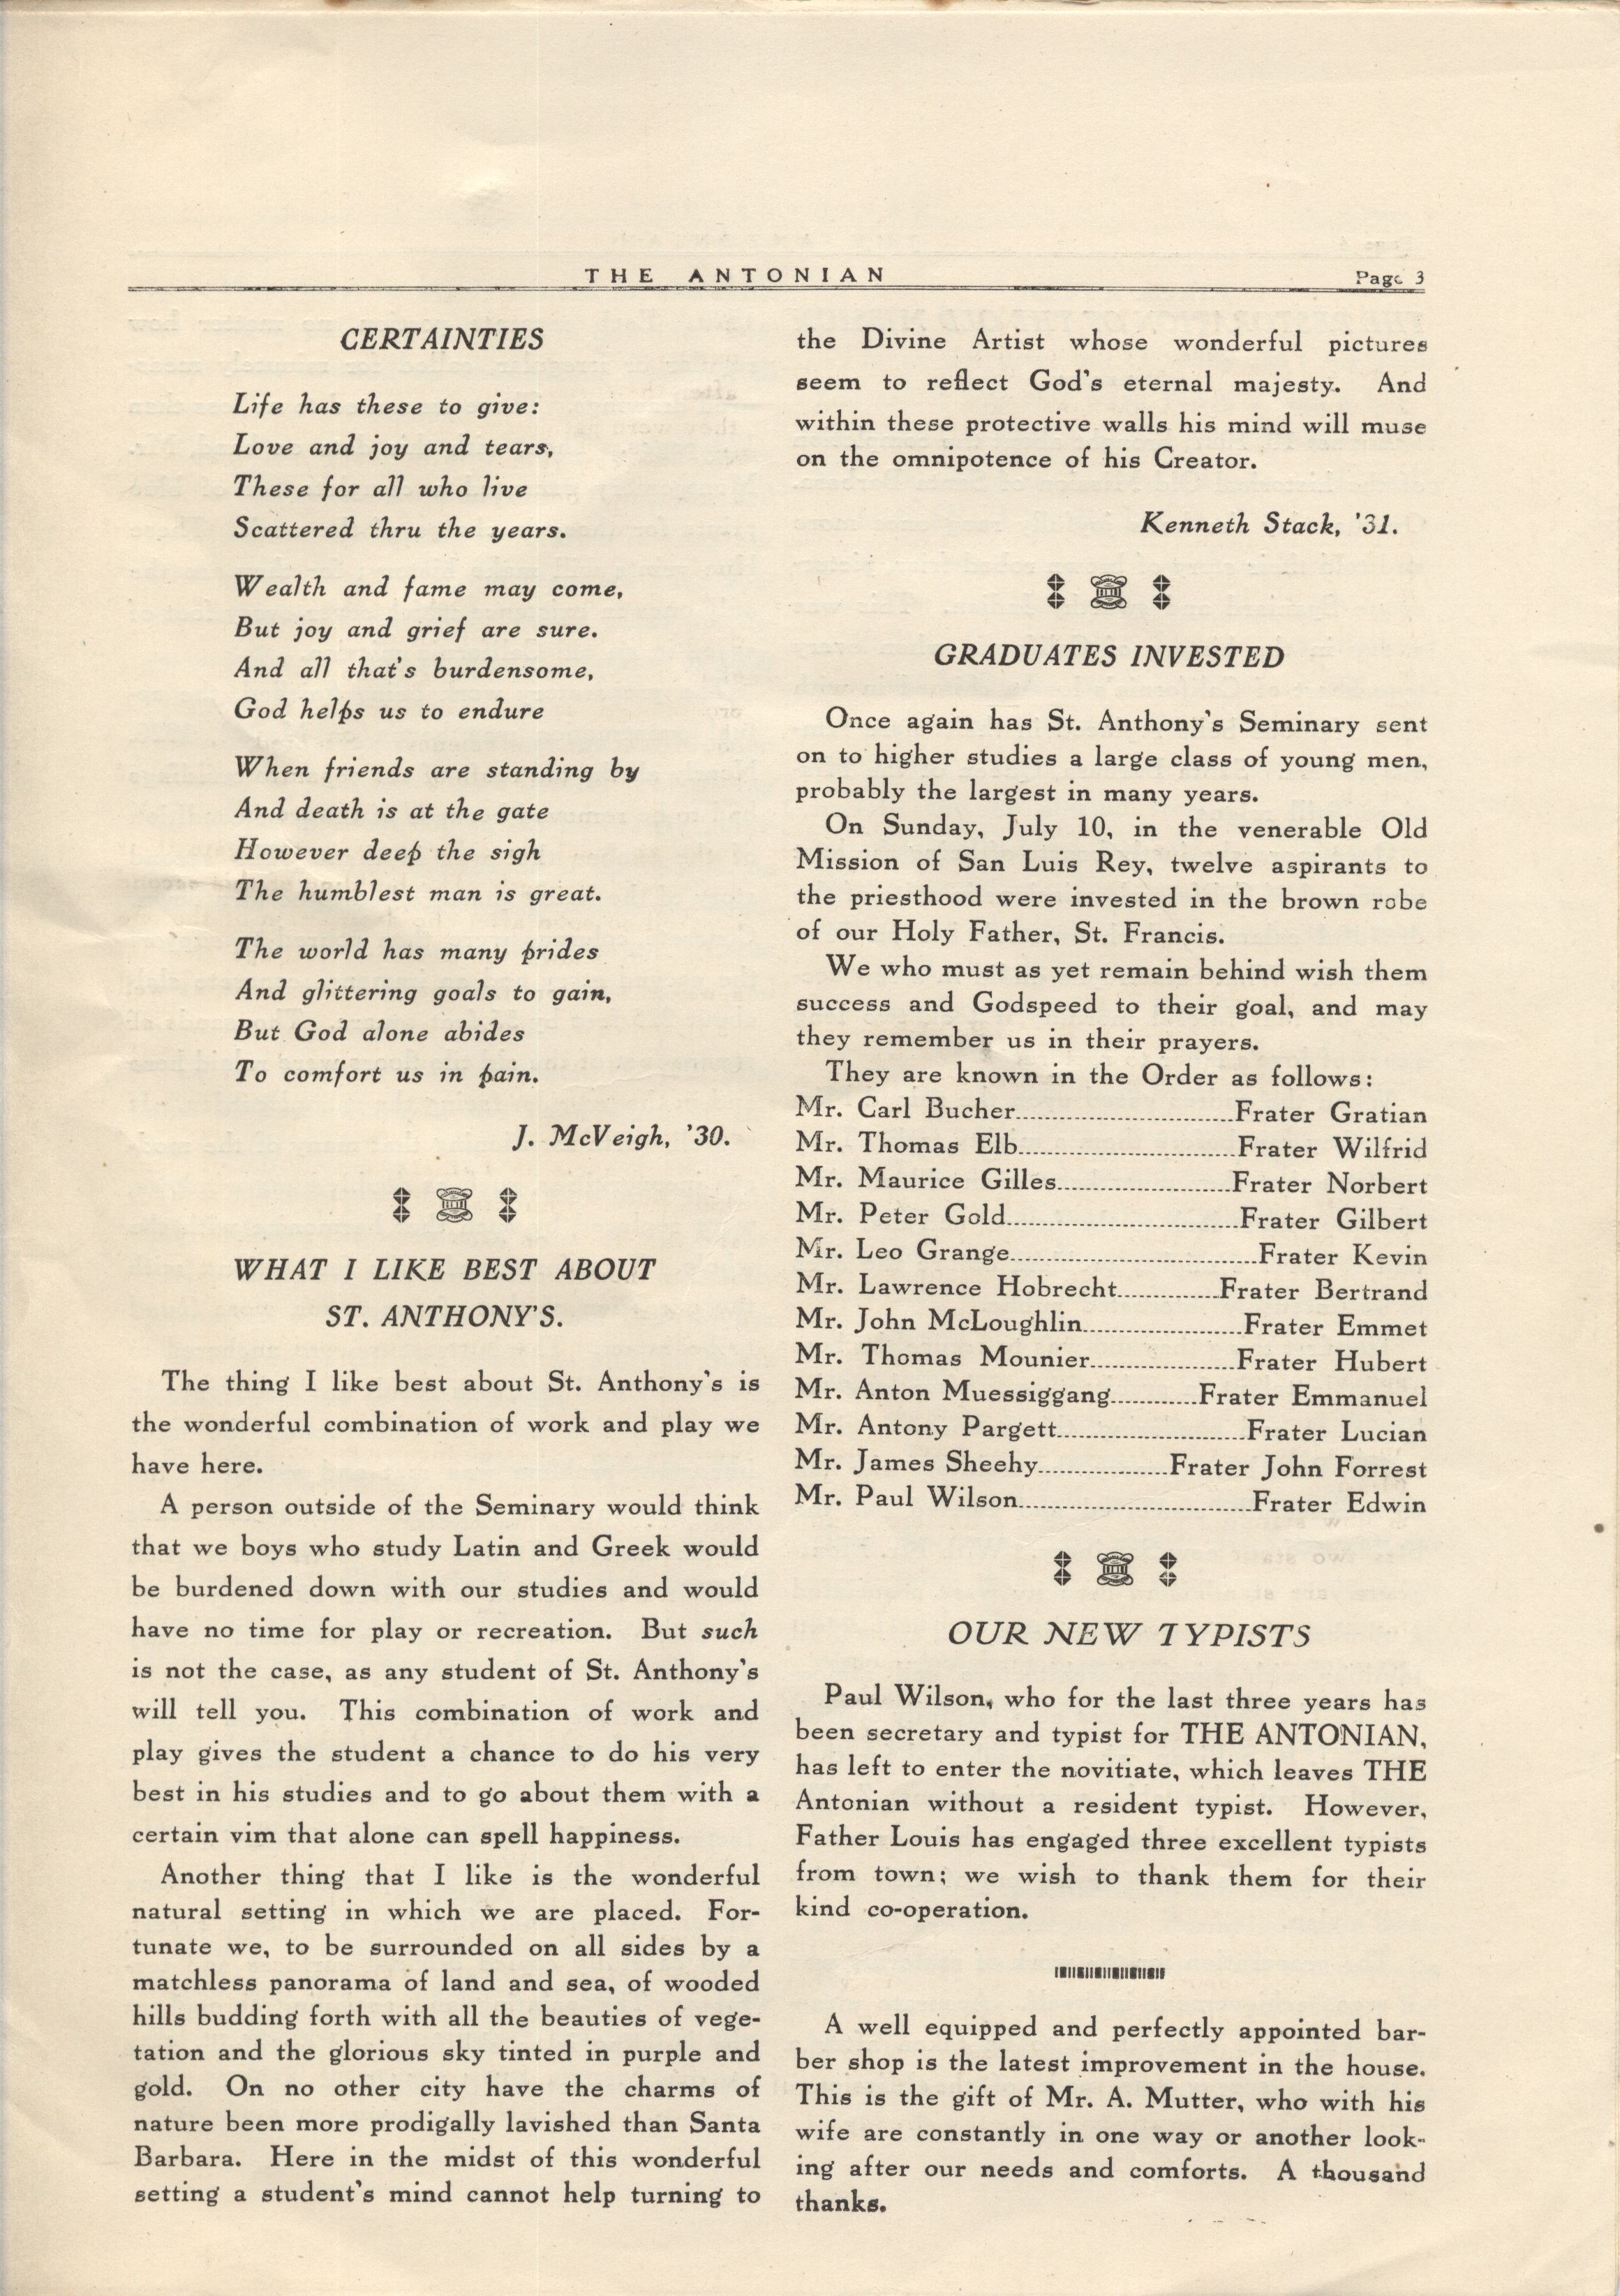 THE ANTONIAN
Page 3
CERTAINTIES
Life has these to give:
Love and joy and tears,
These for all who live
Scattered thru the years.
Wealth and fame may come,
But joy and grief are sure.
And all that's burdensome,
God helps us to endure
When friends are standing by
And death is at the gate
However deep the sigh
The humblest man is great.
The world has many prides
And glittering goals to gain,
But God alone abides
To comfort us in pain.
J. McVeigh, '30.
WHAT I LIKE BEST ABOUT
ST. ANTHONY'S.
The thing I like best about St. Anthony's is
the wonderful combination of work and play we
have here.
A person outside of the Seminary would think
that we boys who study Latin and Greek would
be burdened down with our studies and would
have no time for play or recreation. But such
is not the case, as any student of St. Anthony's
will tell you. This combination of work and
play gives the student a chance to do his very
best in his studies and to go about them with a
certain vim that alone can spell happiness.
Another thing that I like is the wonderful
natural setting in which we are placed. For-
tunate we, to be surrounded on all sides by a
matchless panorama of land and sea, of wooded
hills budding forth with all the beauties of vege-
tation and the glorious sky tinted in purple and
gold. On no other city have the charms of
nature been more prodigally lavished than Santa
Barbara. Here in the midst of this wonderful
setting a student's mind cannot help turning to
the Divine Artist whose wonderful pictures
seem to reflect God's eternal majesty. And
within these protective walls his mind will muse
on the omnipotence of his Creator.
Kenneth Stack, '31.
GRADUATES INVESTED
Once again has St. Anthony's Seminary sent
on to higher studies a large class of young men,
probably the largest in many years.
On Sunday, July 10, in the venerable Old
Mission of San Luis Rey, twelve aspirants to
the priesthood were invested in the brown robe
of our Holy Father, St. Francis.
We who must as yet remain behind wish them
success and Godspeed to their goal, and may
they remember us in their prayers.
They are known in the Order as follows:
Mr. Carl Bucher..............................Frater Gratian
Mr. Thomas Elb..............................Frater Wilfrid
Mr. Maurice Gilles........................Frater Norbert
Mr. Peter Gold................................Frater Gilbert
Mr. Leo Grange..................................Frater Kevin
Mr. Lawrence Hobrecht..............Frater Bertrand
Mr. John McLoughlin......................Frater Emmet
Mr. Thomas Mounier....................Frater Hubert
Mr. Anton Muessiggang............Frater Emmanuel
Mr. Antony Pargett..........................Frater Lucian
Mr. James Sheehy..................Frater John Forrest
Mr. Paul Wilson................................Frater Edwin
OUR NEW TYPISTS
Paul Wilson, who for the last three years has
been secretary and typist for THE ANTONIAN,
has left to enter the novitiate, which leaves THE
Antonian without a resident typist. However,
Father Louis has engaged three excellent typists
from town; we wish to thank them for their
kind co-operation.
A well equipped and perfectly appointed bar-
ber shop is the latest improvement in the house.
This is the gift of Mr. A. Mutter, who with his
wife are constantly in one way or another look-
ing after our needs and comforts. A thousand
thanks.